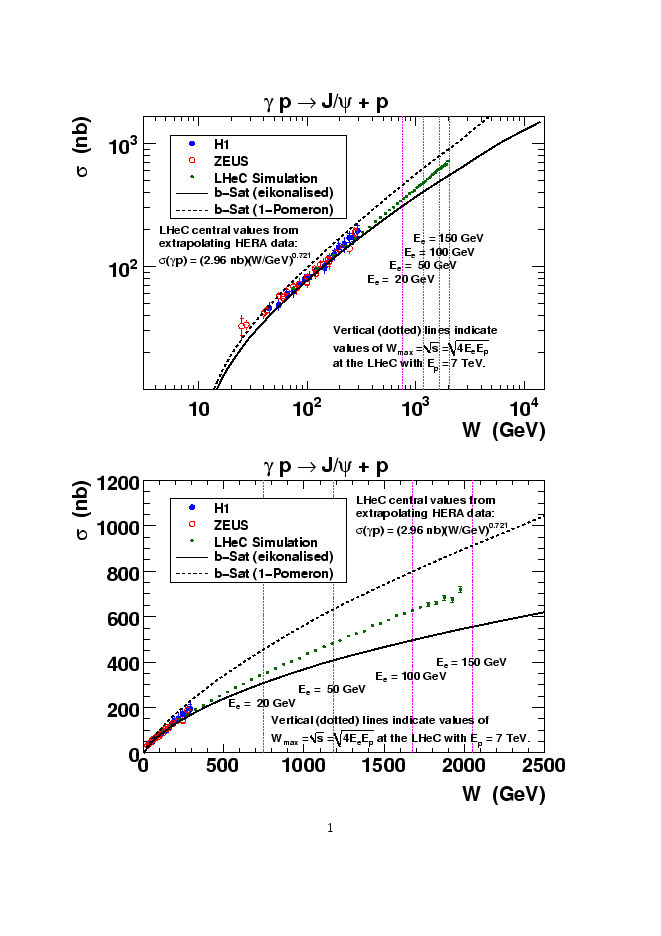 γ p → J/ψ + p
σ (nb)
10³
10²
H1
ZEUS
LHeC Simulation
b−Sat (eikonalised)
b−Sat (1−Pomeron)
LHeC central values from
extrapolating HERA data:
σ(γp) = (2.96 nb)(W/GeV)^0.721
E_e = 150 GeV
E_e = 100 GeV
E_e = 50 GeV
E_e = 20 GeV
Vertical (dotted) lines indicate
values of W_max = √s = √4E_eE_p
at the LHeC with E_p = 7 TeV.
10 10² 10³ 10⁴
W (GeV)
γ p → J/ψ + p
σ (nb)
1200
1000
800
600
400
200
0
H1
ZEUS
LHeC Simulation
b−Sat (eikonalised)
b−Sat (1−Pomeron)
LHeC central values from
extrapolating HERA data:
σ(γp) = (2.96 nb)(W/GeV)^0.721
E_e = 150 GeV
E_e = 100 GeV
E_e = 50 GeV
E_e = 20 GeV
Vertical (dotted) lines indicate values of
W_max = √s = √4E_eE_p at the LHeC with E_p = 7 TeV.
0 500 1000 1500 2000 2500
W (GeV)
1